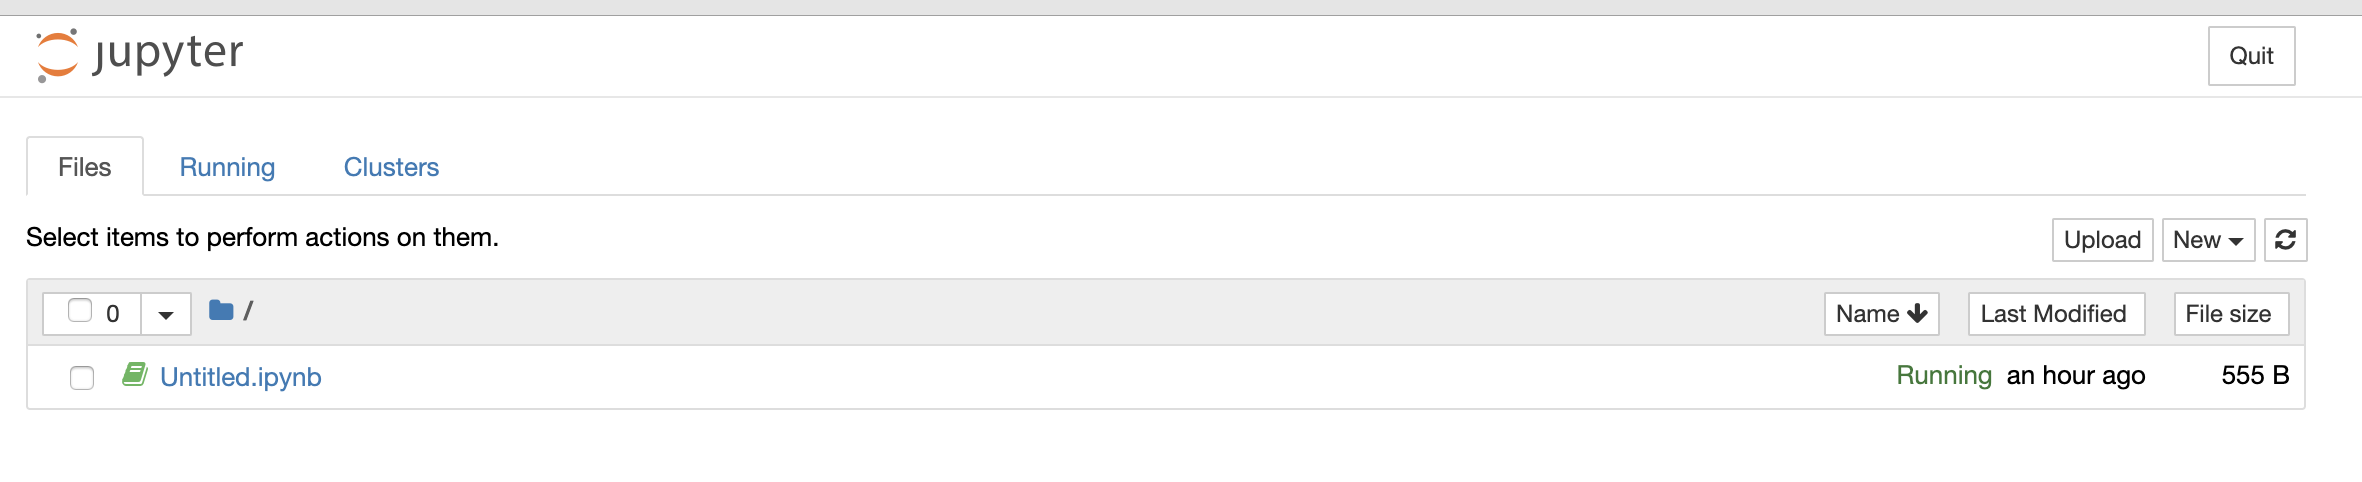 jupyter
Quit
Files Running Clusters
Select items to perform actions on them.
Upload New
0 / Name Last Modified File size
Untitled.ipynb Running an hour ago 555 B